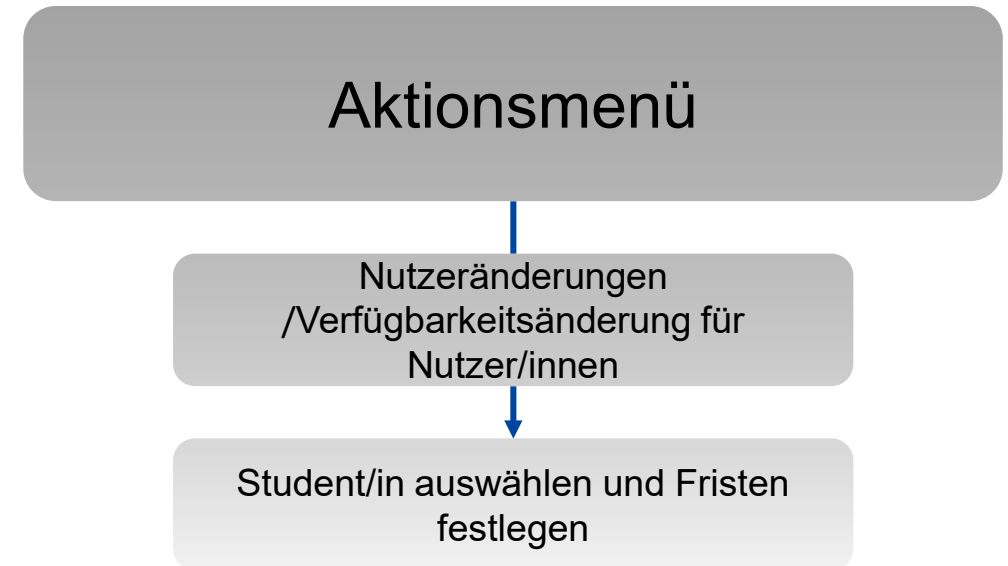 Aktionsmenü
Nutzeränderungen
/Verfügbarkeitsänderung für
Nutzer/innen
Student/in auswählen und Fristen
festlegen